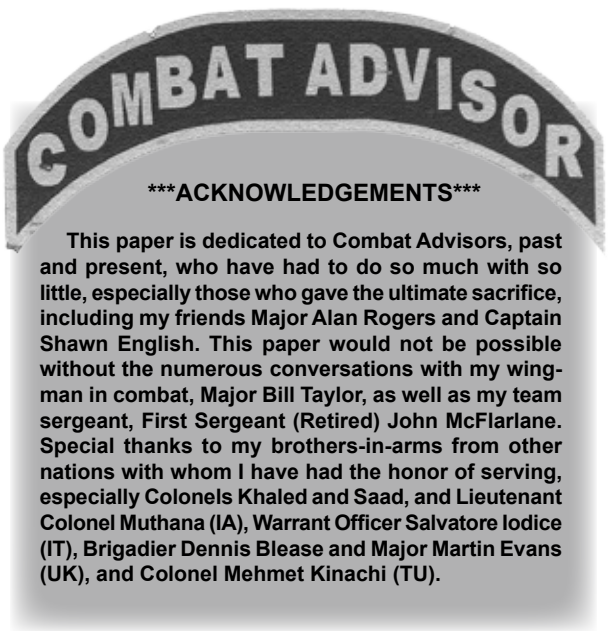 COMBAT ADVISOR
***ACKNOWLEDGEMENTS***
This paper is dedicated to Combat Advisors, past
and present, who have had to do so much with so
little, especially those who gave the ultimate sacrifice,
including my friends Major Alan Rogers and Captain
Shawn English. This paper would not be possible
without the numerous conversations with my wing-
man in combat, Major Bill Taylor, as well as my team
sergeant, First Sergeant (Retired) John McFlarlane.
Special thanks to my brothers-in-arms from other
nations with whom I have had the honor of serving,
especially Colonels Khaled and Saad, and Lieutenant
Colonel Muthana (IA), Warrant Officer Salvatore Iodice
(IT), Brigadier Dennis Blease and Major Martin Evans
(UK), and Colonel Mehmet Kinachi (TU).